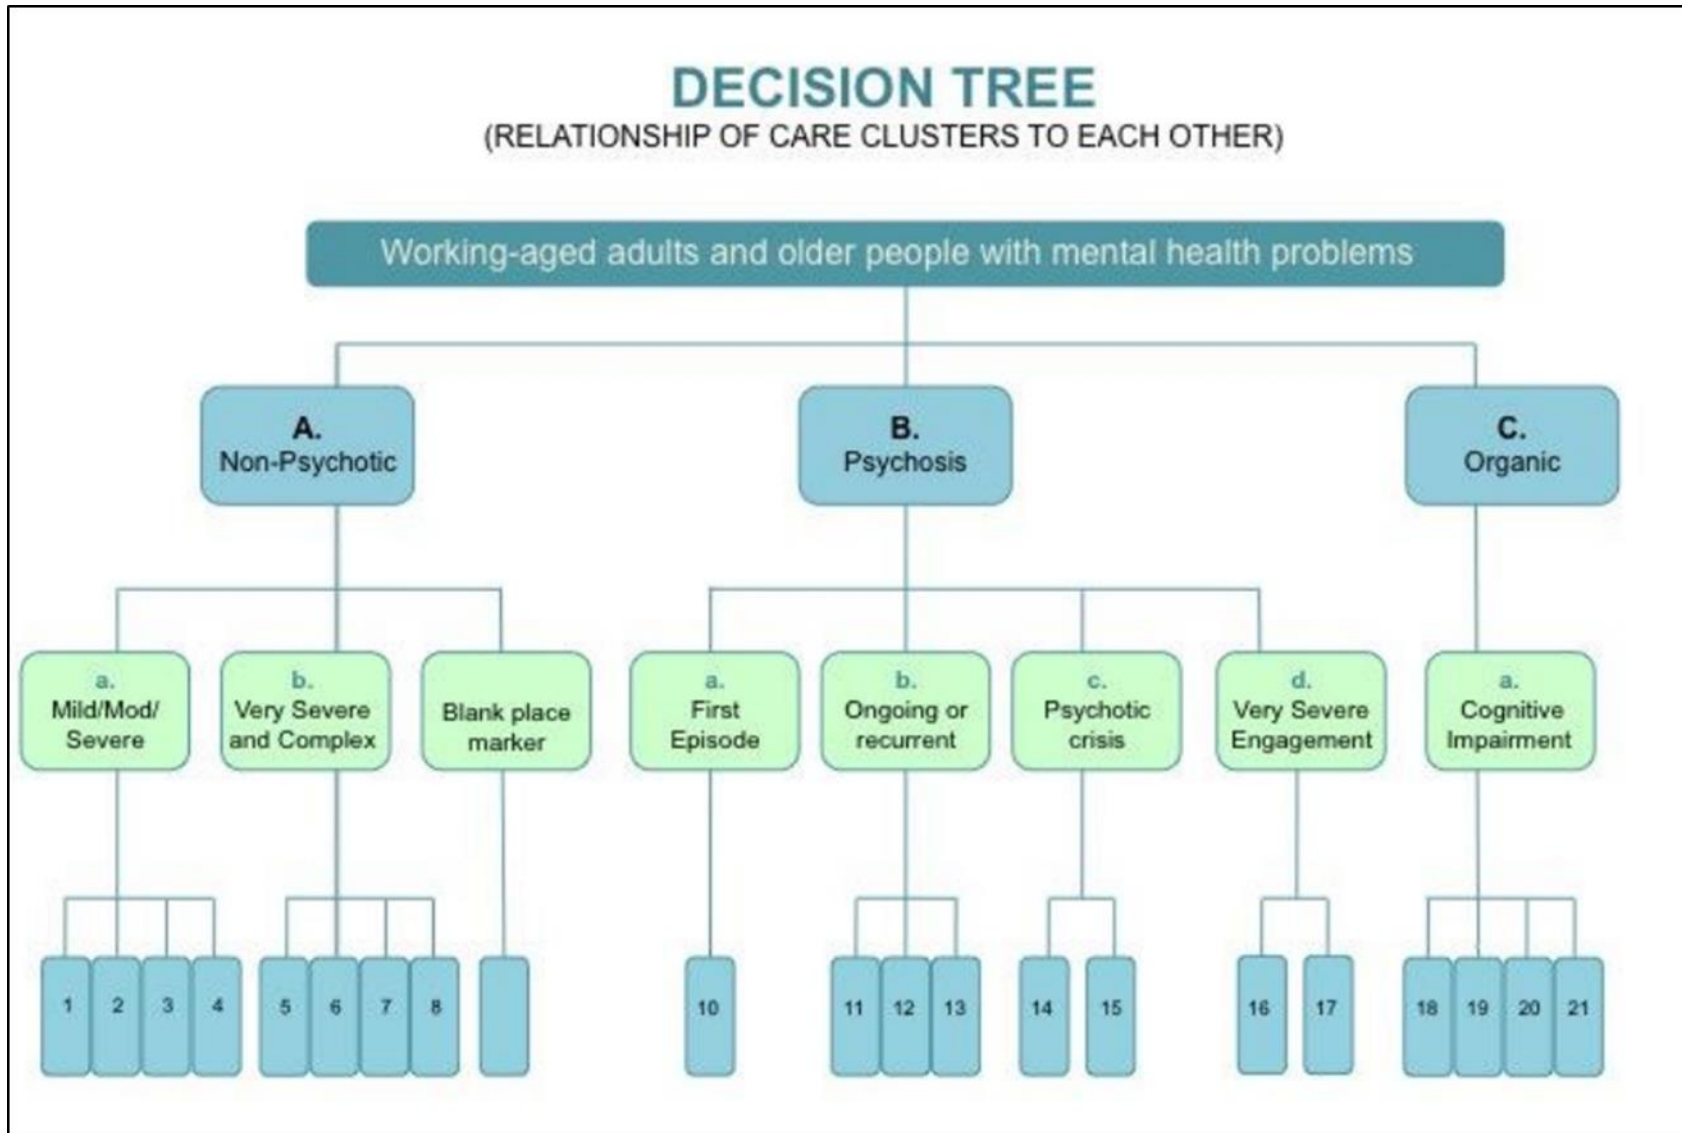 DECISION TREE
(RELATIONSHIP OF CARE CLUSTERS TO EACH OTHER)
Working-aged adults and older people with mental health problems
A.
Non-Psychotic
B.
Psychosis
C.
Organic
a.
Mild/Mod/
Severe
b.
Very Severe
and Complex
Blank place
marker
a.
First
Episode
b.
Ongoing or
recurrent
c.
Psychotic
crisis
d.
Very Severe
Engagement
a.
Cognitive
Impairment
1 2 3 4 5 6 7 8 10 11 12 13 14 15 16 17 18 19 20 21